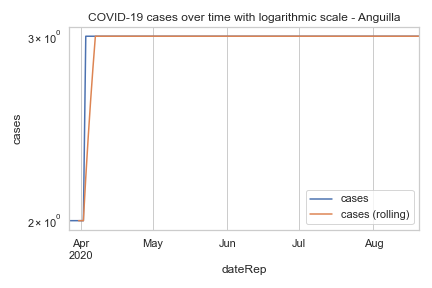 COVID-19 cases over time with logarithmic scale - Anguilla
3 × 10⁰
cases
2 × 10⁰
cases
cases (rolling)
Apr May Jun Jul Aug
2020
dateRep